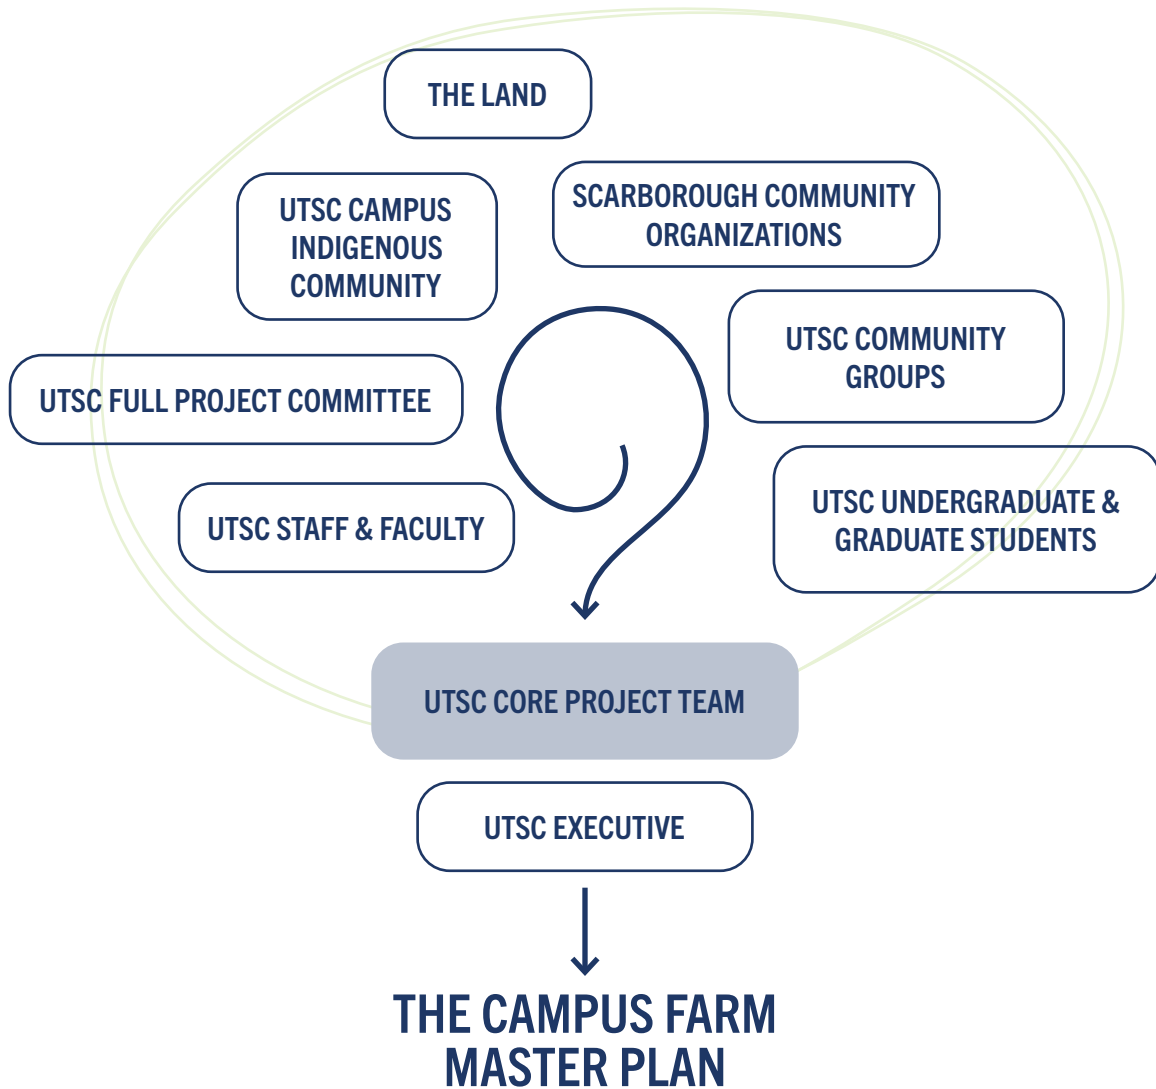 THE LAND
UTSC CAMPUS
INDIGENOUS
COMMUNITY
SCARBOROUGH COMMUNITY
ORGANIZATIONS
UTSC COMMUNITY
GROUPS
UTSC FULL PROJECT COMMITTEE
UTSC STAFF & FACULTY
UTSC UNDERGRADUATE &
GRADUATE STUDENTS
UTSC CORE PROJECT TEAM
UTSC EXECUTIVE
THE CAMPUS FARM
MASTER PLAN